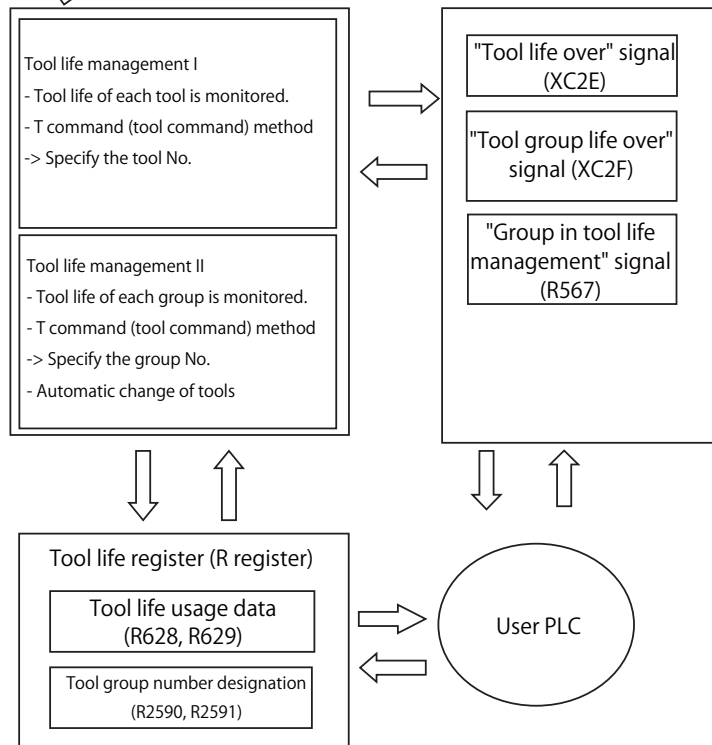 Tool life management I
- Tool life of each tool is monitored.
- T command (tool command) method
-> Specify the tool No.
Tool life management II
- Tool life of each group is monitored.
- T command (tool command) method
-> Specify the group No.
- Automatic change of tools
"Tool life over" signal
(XC2E)
"Tool group life over"
signal (XC2F)
"Group in tool life
management" signal
(R567)
Tool life register (R register)
Tool life usage data
(R628, R629)
Tool group number designation
(R2590, R2591)
User PLC